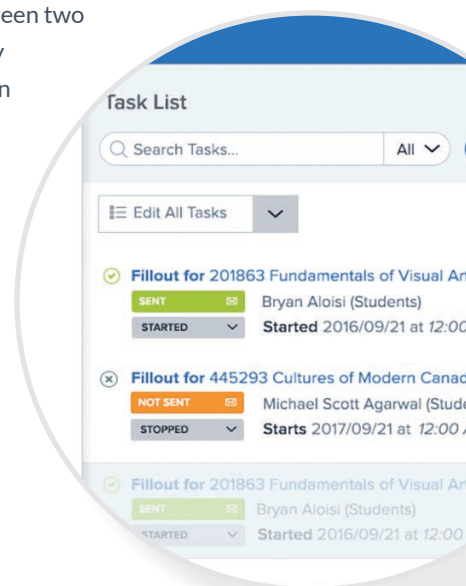 een two
Task List
Search Tasks...
All
Edit All Tasks
Fillout for 201863 Fundamentals of Visual Ar
SENT
Bryan Aloisi (Students)
STARTED
Started 2016/09/21 at 12:00
Fillout for 445293 Cultures of Modern Canad
NOT SENT
Michael Scott Agarwal (Stude
STOPPED
Starts 2017/09/21 at 12:00 A
Fillout for 201863 Fundamentals of Visual Ar
SENT
Bryan Aloisi (Students)
STARTED
Started 2016/09/21 at 12:00